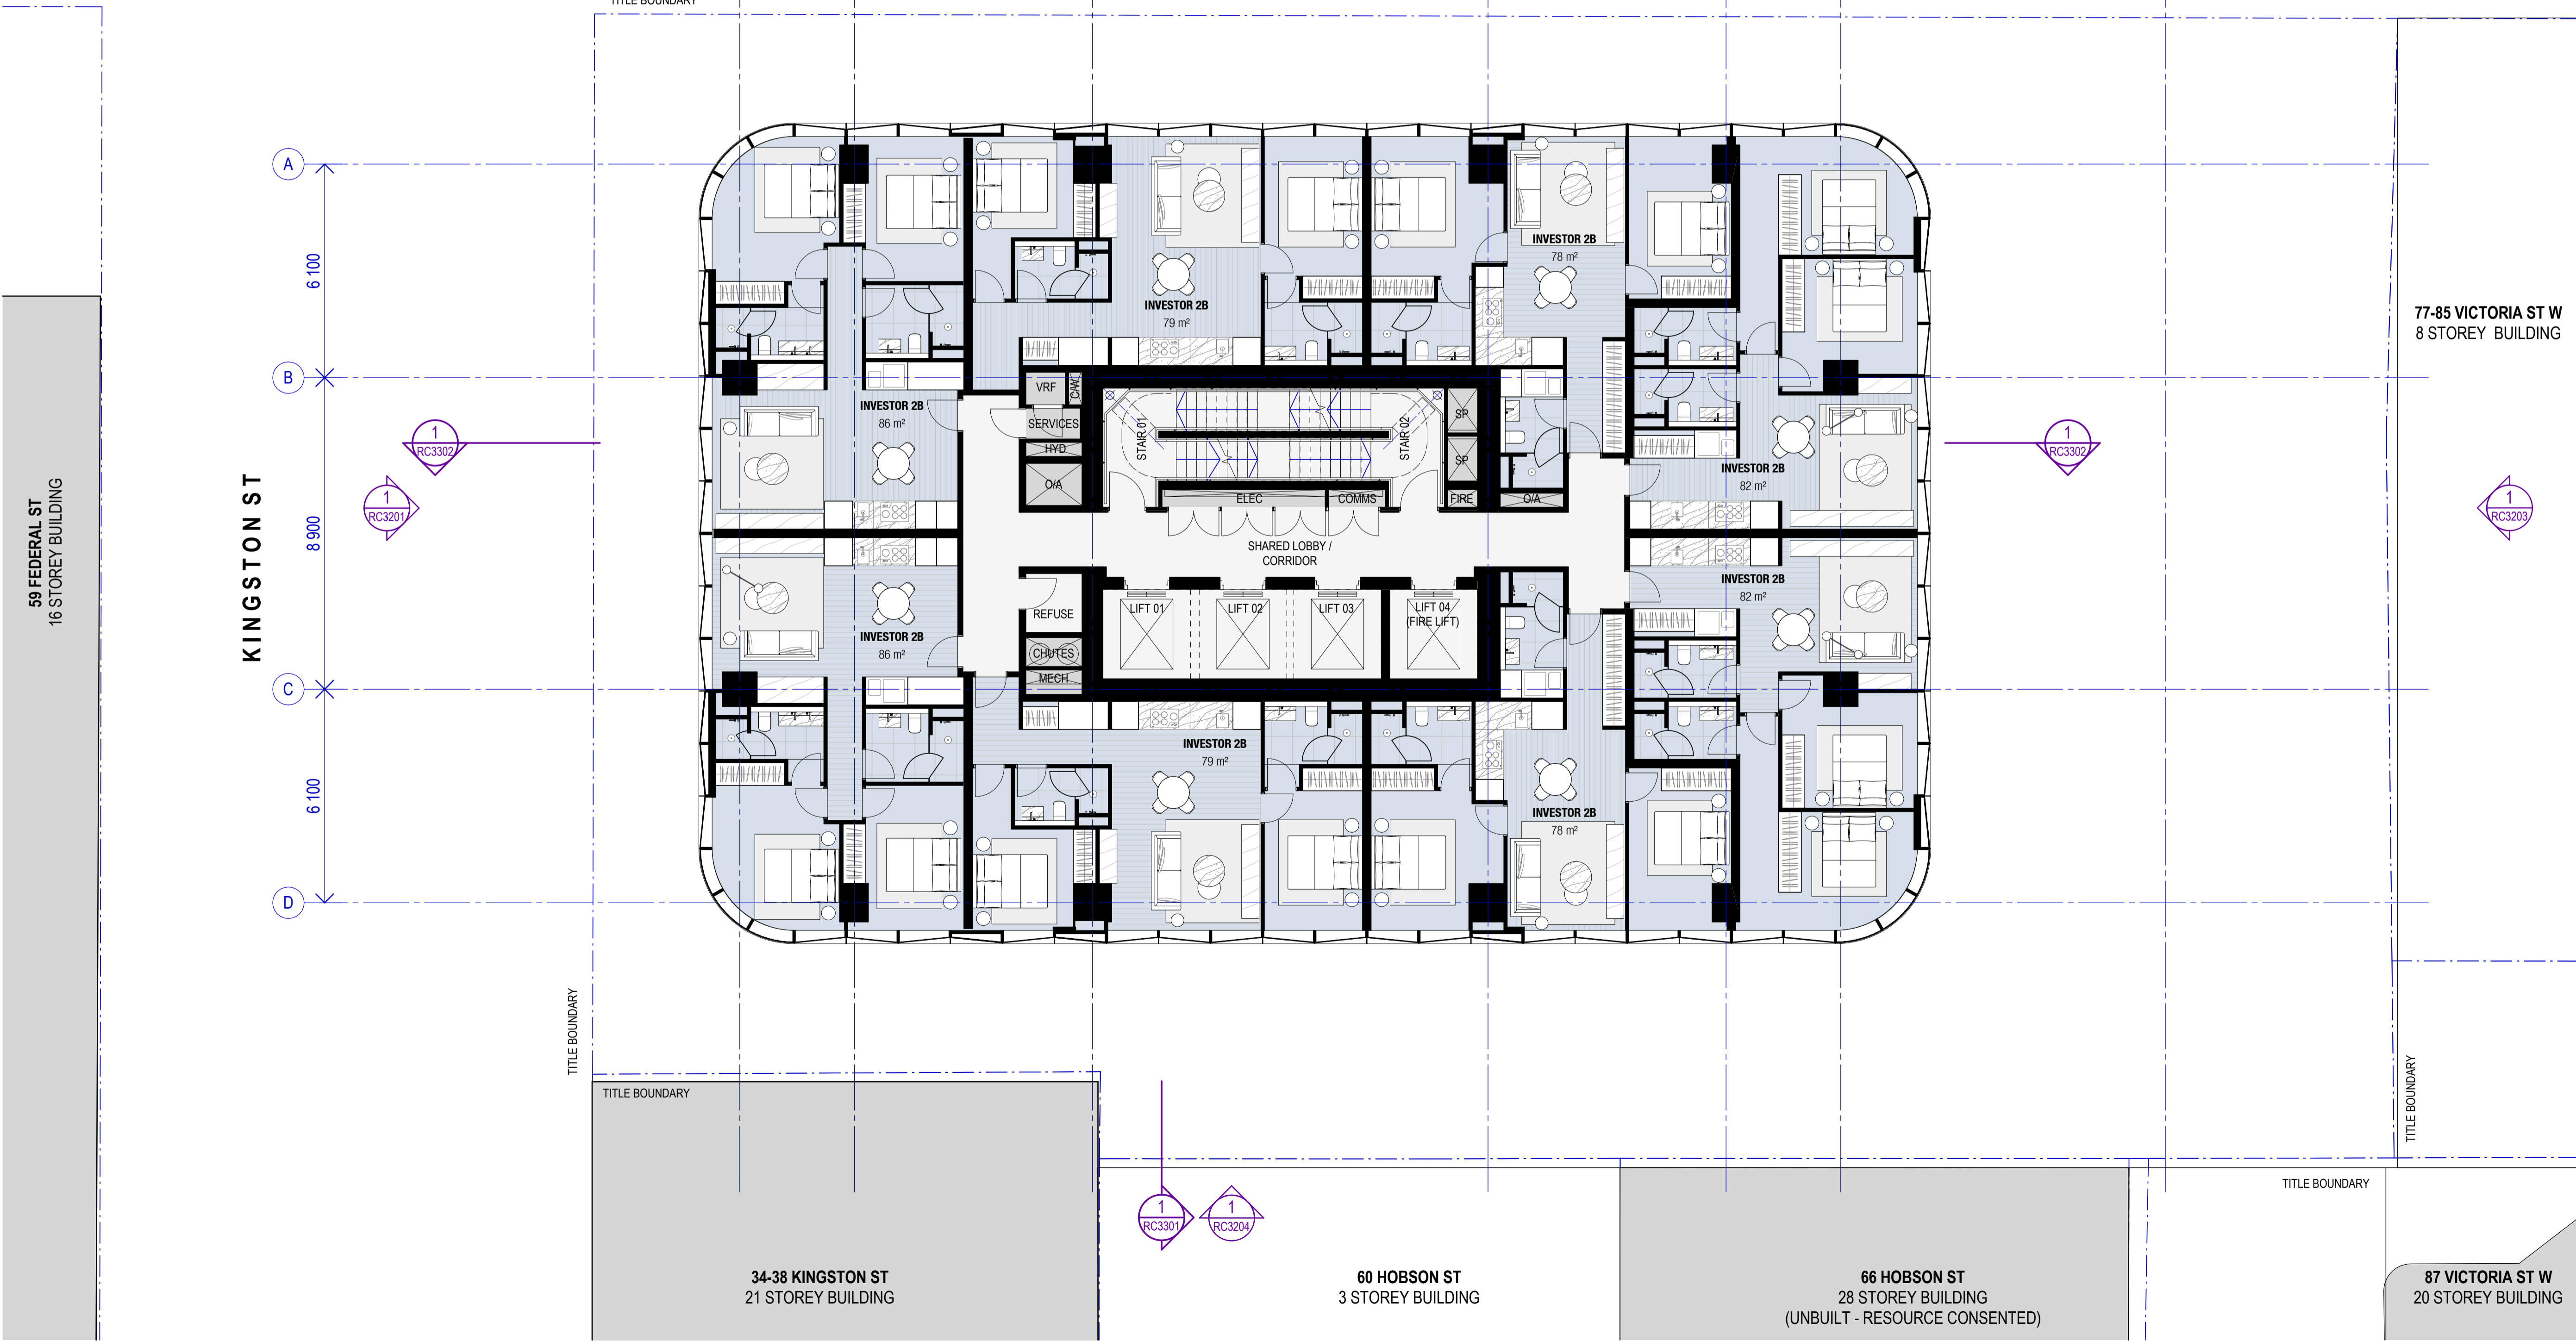 TITLE BOUNDARY
A
6 100
B
8 900
C
6 100
D
59 FEDERAL ST
16 STOREY BUILDING
KINGSTON ST
1
RC3302
1
RC3201
INVESTOR 2B
79 m²
INVESTOR 2B
78 m²
INVESTOR 2B
86 m²
INVESTOR 2B
82 m²
VRF
CAW
SERVICES
HYD
O/A
STAIR 01
STAIR 02
SP
SP
ELEC
COMMS
FIRE
O/A
SHARED LOBBY /
CORRIDOR
REFUSE
CHUTES
MECH
LIFT 01
LIFT 02
LIFT 03
LIFT 04
(FIRE LIFT)
INVESTOR 2B
86 m²
INVESTOR 2B
82 m²
INVESTOR 2B
79 m²
INVESTOR 2B
78 m²
1
RC3302
1
RC3203
77-85 VICTORIA ST W
8 STOREY BUILDING
TITLE BOUNDARY
TITLE BOUNDARY
TITLE BOUNDARY
TITLE BOUNDARY
1
RC3301
1
RC3204
34-38 KINGSTON ST
21 STOREY BUILDING
60 HOBSON ST
3 STOREY BUILDING
66 HOBSON ST
28 STOREY BUILDING
(UNBUILT - RESOURCE CONSENTED)
87 VICTORIA ST W
20 STOREY BUILDING